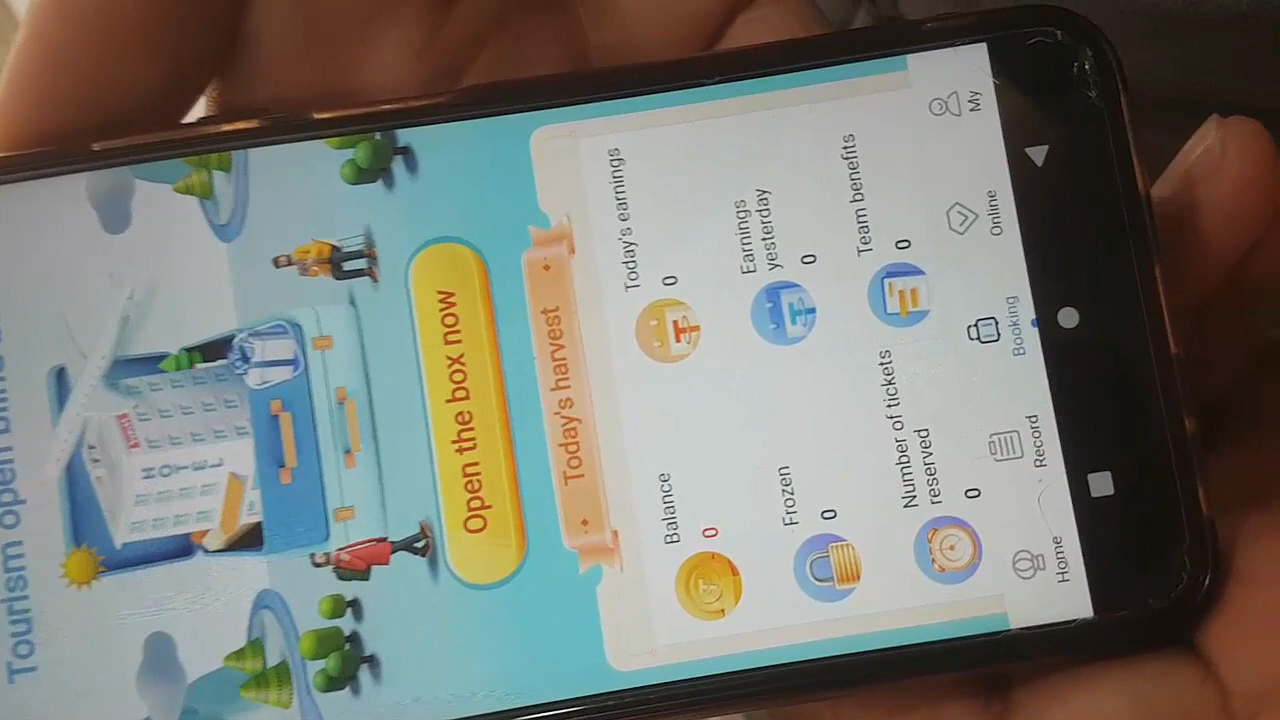 Tourism open blind
HOTEL
Open the box now
Today's harvest
Balance
0
Today's earnings
0
Frozen
0
Earnings
yesterday
0
Number of tickets
reserved
0
Team benefits
0
Home
Record
Booking
Online
My